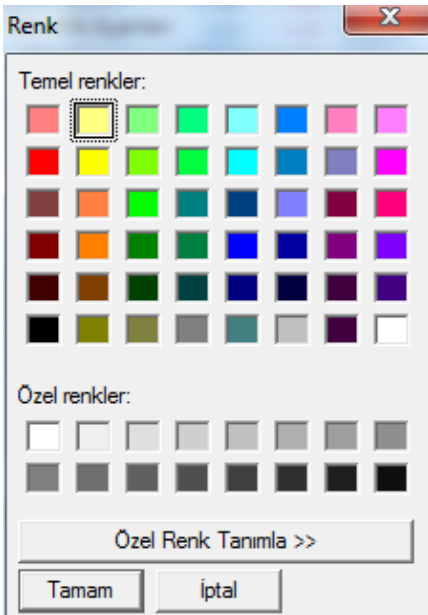 Renk
Temel renkler:
Özel renkler:
Özel Renk Tanımla >>
Tamam
İptal